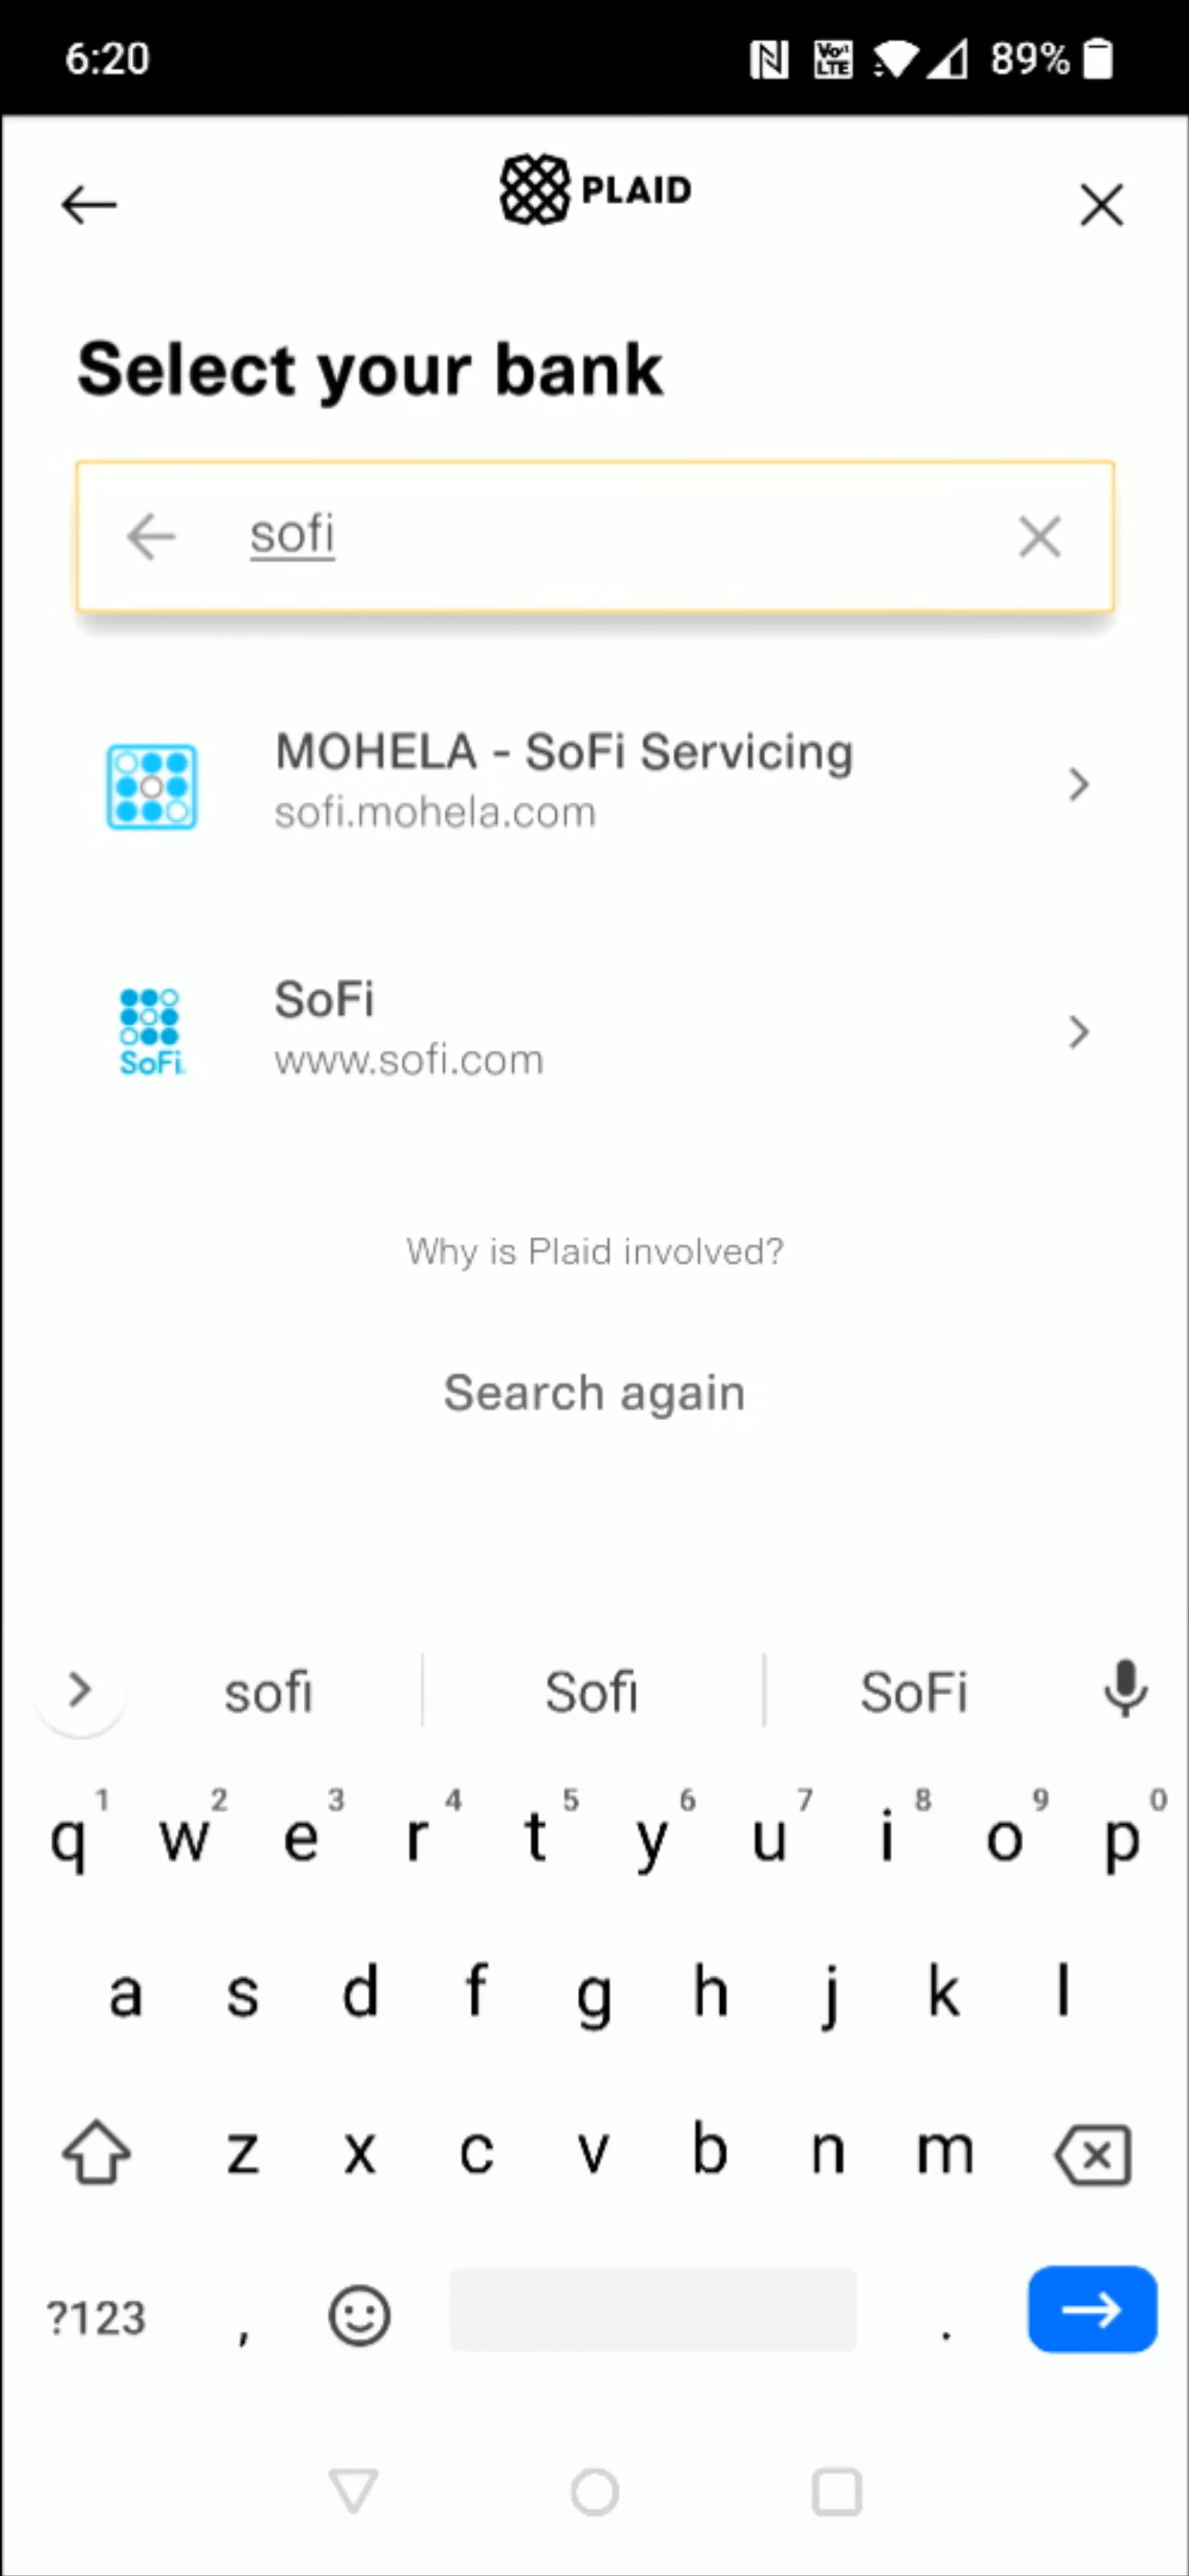 6:20
Vo
LTE
89%
PLAID
Select your bank
sofi
MOHELA - SoFi Servicing
sofi.mohela.com
SoFi
SoFi
www.sofi.com
Why is Plaid involved?
Search again
sofi Sofi SoFi
1 2 3 4 5 6 7 8 9 0
q w e r t y u i o p
a s d f g h j k l
z x c v b n m
?123 , .